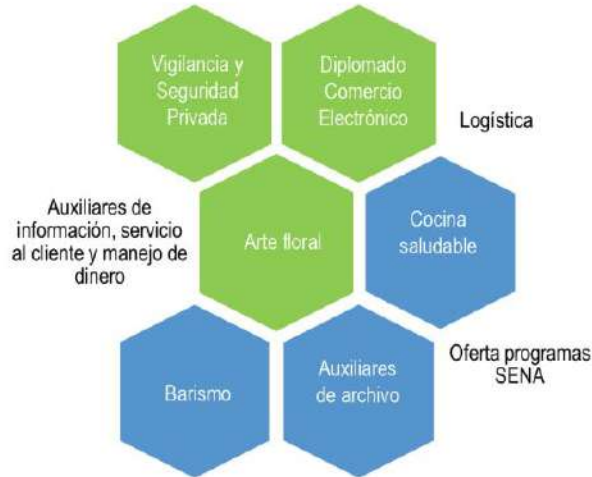 Vigilancia y
Seguridad
Privada
Diplomado
Comercio
Electrónico
Logística
Auxiliares de
información, servicio
al cliente y manejo de
dinero
Arte floral
Cocina
saludable
Barismo
Auxiliares
de archivo
Oferta programas
SENA